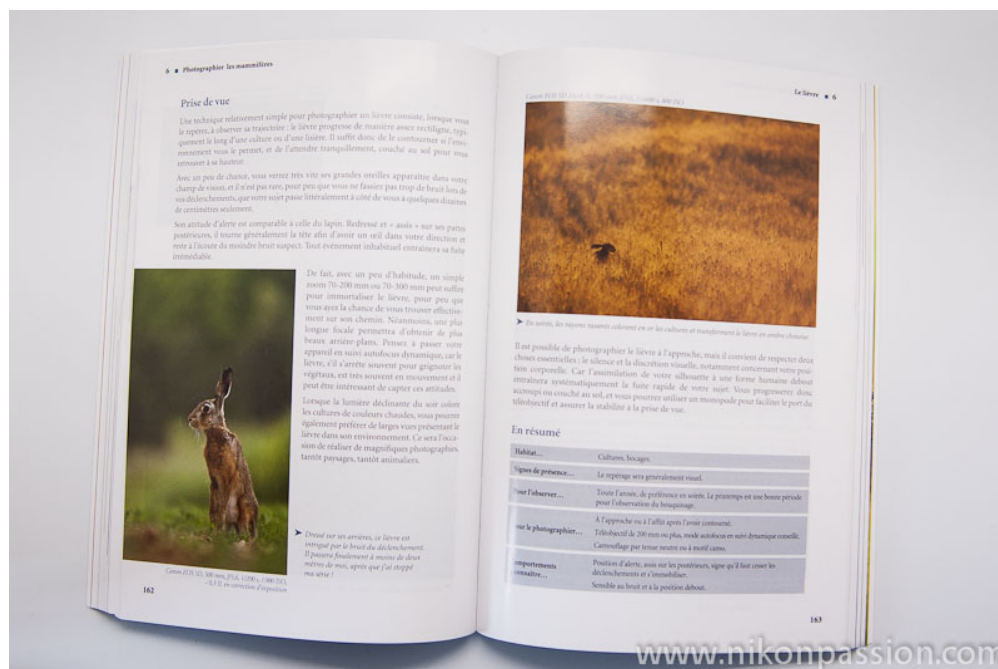 6 ■ Photographier les mammifères
Prise de vue
Une technique relativement simple pour photographier un lièvre consiste, lorsque vous
le repérez, à observer sa trajectoire : le lièvre progresse de manière assez rectiligne, typi-
quement le long d'une culture ou d'une lisière. Il suffit donc de le contourner si l'envi-
ronnement vous le permet, et de l'attendre tranquillement, couché au sol pour vous
retrouver à sa hauteur.
Avec un peu de chance, vous verrez très vite ses grandes oreilles apparaître dans votre
champ de vision, et il n'est pas rare, pour peu que vous ne fassiez pas trop de bruit lors de
vos déclenchements, que votre sujet passe littéralement à côté de vous à quelques dizaines
de centimètres seulement.
Son attitude d'alerte est comparable à celle du lapin. Redressé et « assis » sur ses pattes
postérieures, il tourne généralement la tête afin d'avoir un œil dans votre direction et
reste à l'écoute du moindre bruit suspect. Tout événement inhabituel entraînera sa fuite
irrémédiable.
De fait, avec un peu d'habitude, un simple
zoom 70-200 mm ou 70-300 mm peut suffire
pour immortaliser le lièvre, pour peu que
vous ayez la chance de vous trouver effective-
ment sur son chemin. Néanmoins, une plus
longue focale permettra d'obtenir de plus
beaux arrière-plans. Pensez à passer votre
appareil en suivi autofocus dynamique, car le
lièvre, s'il s'arrête souvent pour grignoter les
végétaux, est très souvent en mouvement et il
peut être intéressant de capter ces attitudes.
Lorsque la lumière déclinante du soir colore
les cultures de couleurs chaudes, vous pourrez
également préférer de larges vues présentant le
lièvre dans son environnement. Ce sera l'occa-
sion de réaliser de magnifiques photographies,
tantôt paysages, tantôt animalières.
➤ Dressé sur ses arrières, ce lièvre est
intrigué par le bruit du déclenchement.
Il passera finalement à moins de deux
mètres de moi, après que j'ai stoppé
ma série !
Canon EOS 5D, 500 mm,
en correction d'exposition
162
Le lièvre ■ 6
Canon EOS 5D
800 ISO
➤ En soirée, les rayons rasants colorent en or les cultures et transforment le lièvre en ombre chinoise.
Il est possible de photographier le lièvre à l'approche, mais il convient de respecter deux
choses essentielles : le silence et la discrétion visuelle, notamment concernant votre posi-
tion corporelle. Car l'assimilation de votre silhouette à une forme humaine debout
entraînera systématiquement la fuite rapide de votre sujet. Vous progresserez donc
accroupi ou couché au sol, et vous pourrez utiliser un monopode pour faciliter le port du
téléobjectif et assurer la stabilité à la prise de vue.
En résumé
Habitat... Cultures, bocages.
Signes de présence... Le repérage sera généralement visuel.
Pour l'observer... Toute l'année, de préférence en soirée. Le printemps est une bonne période
pour l'observation du bouquinage.
À l'approche ou à l'affût après l'avoir contourné.
our le photographier... Téléobjectif de 200 mm ou plus, mode autofocus en suivi dynamique conseillé.
Camouflage par tenue neutre ou à motif camo.
omportements Position d'alerte, assis sur les postérieurs, signe qu'il faut cesser les
onnaître... déclenchements et s'immobiliser.
Sensible au bruit et à la position debout.
163
www.nikonpassion.com